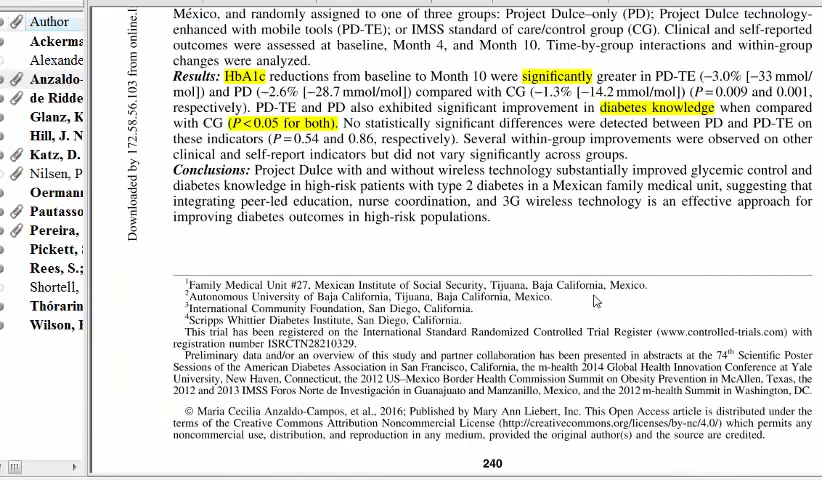 Author
Ackerma
Alexande
Anzaldo-
de Ridde
Glanz, K
Hill, J. N
Katz, D.
Nilsen, P
Oermann
Pautasso
Pereira,
Pickett,
Rees, S.;
Shortell,
Thórarin
Wilson, I
Downloaded by 172.58.56.103 from online.l
México, and randomly assigned to one of three groups: Project Dulce–only (PD); Project Dulce technology-
enhanced with mobile tools (PD-TE); or IMSS standard of care/control group (CG). Clinical and self-reported
outcomes were assessed at baseline, Month 4, and Month 10. Time-by-group interactions and within-group
changes were analyzed.
Results: HbA1c reductions from baseline to Month 10 were significantly greater in PD-TE (−3.0% [−33 mmol/
mol]) and PD (−2.6% [−28.7 mmol/mol]) compared with CG (−1.3% [−14.2 mmol/mol]) (P = 0.009 and 0.001,
respectively). PD-TE and PD also exhibited significant improvement in diabetes knowledge when compared
with CG (P < 0.05 for both). No statistically significant differences were detected between PD and PD-TE on
these indicators (P = 0.54 and 0.86, respectively). Several within-group improvements were observed on other
clinical and self-report indicators but did not vary significantly across groups.
Conclusions: Project Dulce with and without wireless technology substantially improved glycemic control and
diabetes knowledge in high-risk patients with type 2 diabetes in a Mexican family medical unit, suggesting that
integrating peer-led education, nurse coordination, and 3G wireless technology is an effective approach for
improving diabetes outcomes in high-risk populations.
1Family Medical Unit #27, Mexican Institute of Social Security, Tijuana, Baja California, Mexico.
2Autonomous University of Baja California, Tijuana, Baja California, Mexico.
3International Community Foundation, San Diego, California.
4Scripps Whittier Diabetes Institute, San Diego, California.
This trial has been registered on the International Standard Randomized Controlled Trial Register (www.controlled-trials.com) with
registration number ISRCTN28210329.
Preliminary data and/or an overview of this study and partner collaboration has been presented in abstracts at the 74th Scientific Poster
Sessions of the American Diabetes Association in San Francisco, California, the m-health 2014 Global Health Innovation Conference at Yale
University, New Haven, Connecticut, the 2012 US–Mexico Border Health Commission Summit on Obesity Prevention in McAllen, Texas, the
2012 and 2013 IMSS Foros Norte de Investigación in Guanajuato and Manzanillo, Mexico, and the 2012 m-health Summit in Washington, DC.
© Maria Cecilia Anzaldo-Campos, et al., 2016; Published by Mary Ann Liebert, Inc. This Open Access article is distributed under the
terms of the Creative Commons Attribution Noncommercial License (http://creativecommons.org/licenses/by-nc/4.0/) which permits any
noncommercial use, distribution, and reproduction in any medium, provided the original author(s) and the source are credited.
240